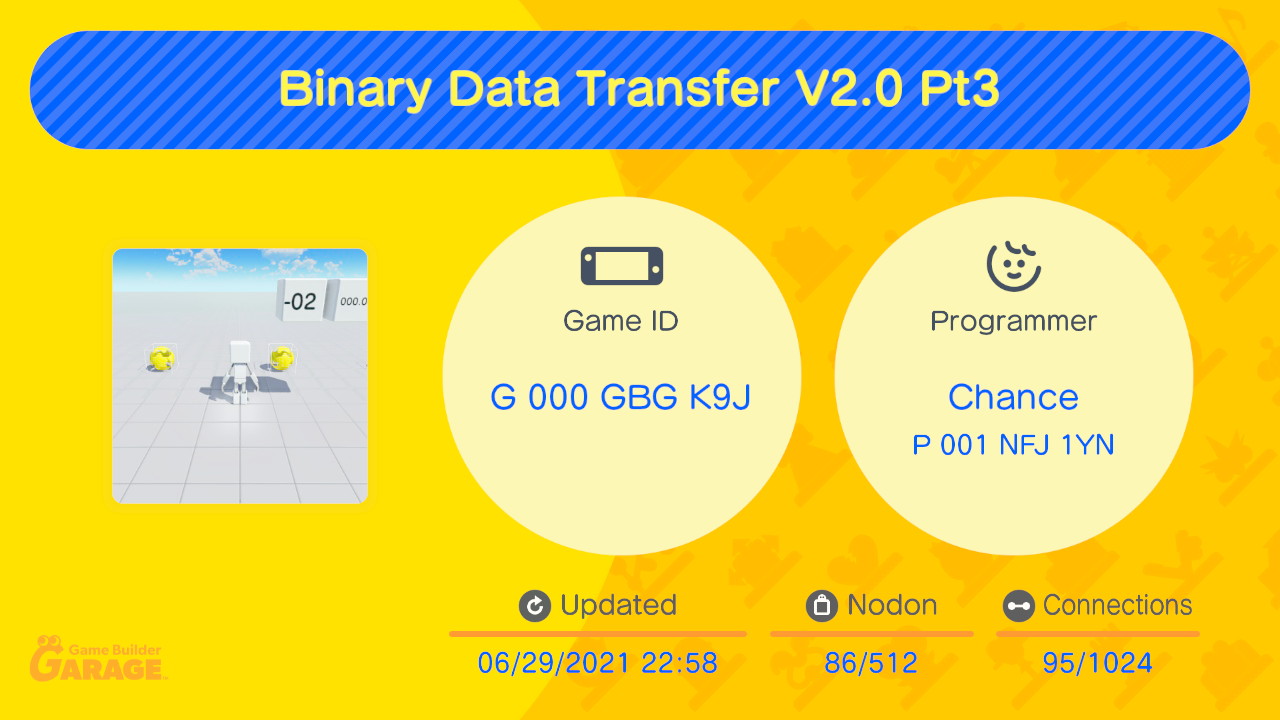 Binary Data Transfer V2.0 Pt3
-02
000.0
Game ID
G 000 GBG K9J
Programmer
Chance
P 001 NFJ 1YN
Updated
06/29/2021 22:58
Nodon
86/512
Connections
95/1024
Game Builder
GARAGE